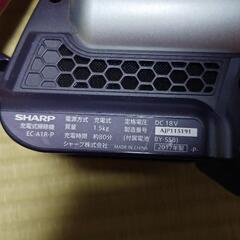 SHARP
充電式掃除機
EC-A1R-P
電源方式 充電式
質量 1.5kg
充電時間 約80分
シャープ株式会社
定格電圧 DC 18V
製造番号 AJP115191
(付属電池 BY-5SB)
MADE IN CHINA 2017年製 -P-